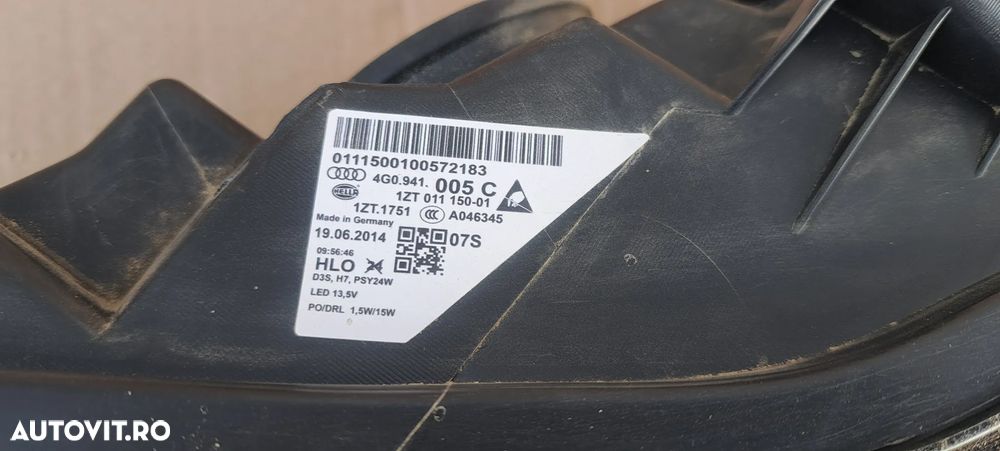 0111500100572183
4G0.941. 005 C
HELLA 1ZT 011 150-01
1ZT.1751 CCC A046345
Made in Germany
19.06.2014 07S
09:56:46
HLO
D3S, H7, PSY24W
LED 13,5V
PO/DRL 1,5W/15W
AUTOVIT.RO